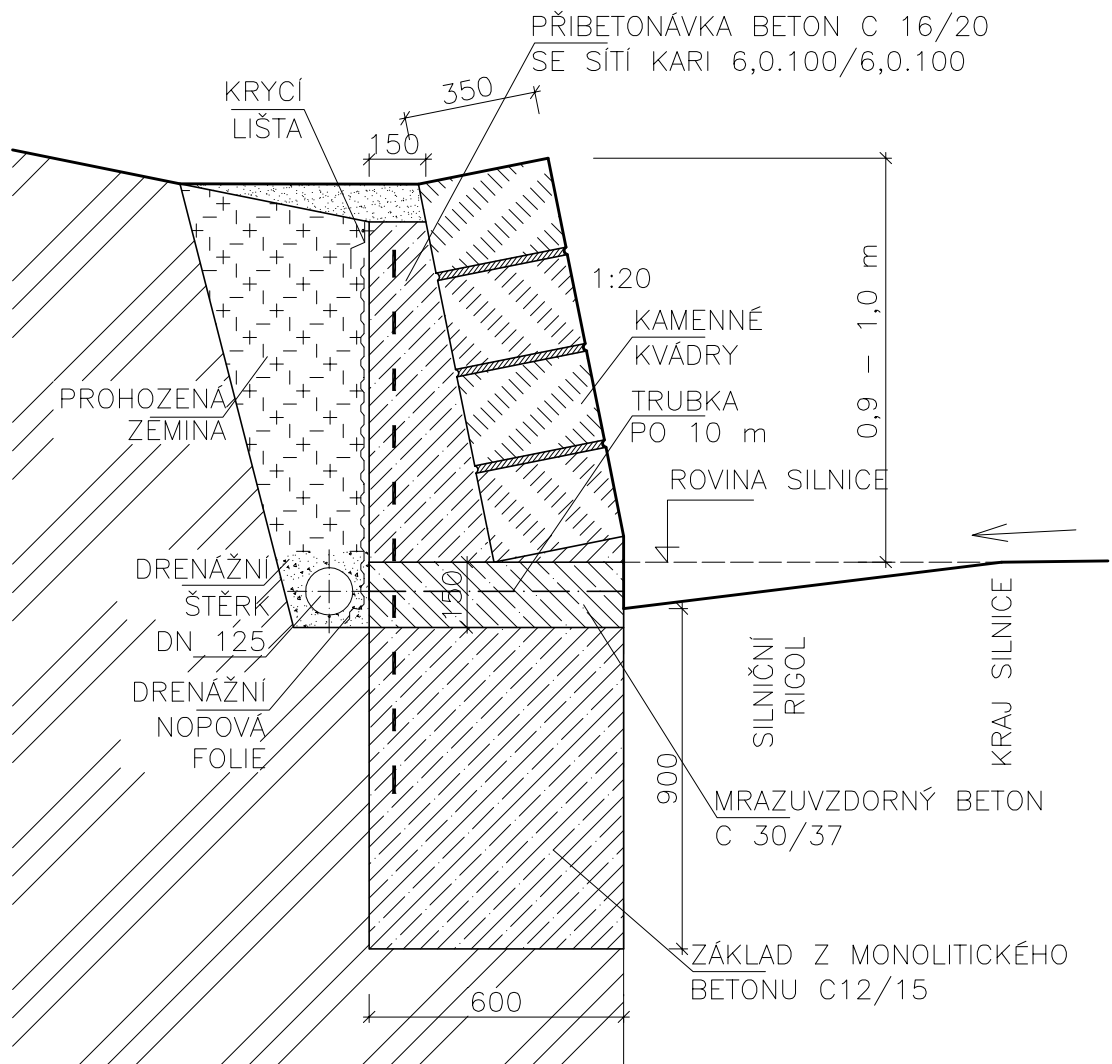 PŘIBETONÁVKA BETON C 16/20
SE SÍTÍ KARI 6,0.100/6,0.100
350
KRYCÍ
LIŠTA
150
1:20
0,9 – 1,0 m
KAMENNÉ
KVÁDRY
PROHOZENÁ
ZEMINA
TRUBKA
PO 10 m
ROVINA SILNICE
DRENÁŽNÍ
ŠTĚRK
DN 125
150
DRENÁŽNÍ
NOPOVÁ
FOLIE
SILNIČNÍ
RIGOL
KRAJ SILNICE
900
MRAZUVZDORNÝ BETON
C 30/37
ZÁKLAD Z MONOLITICKÉHO
BETONU C12/15
600